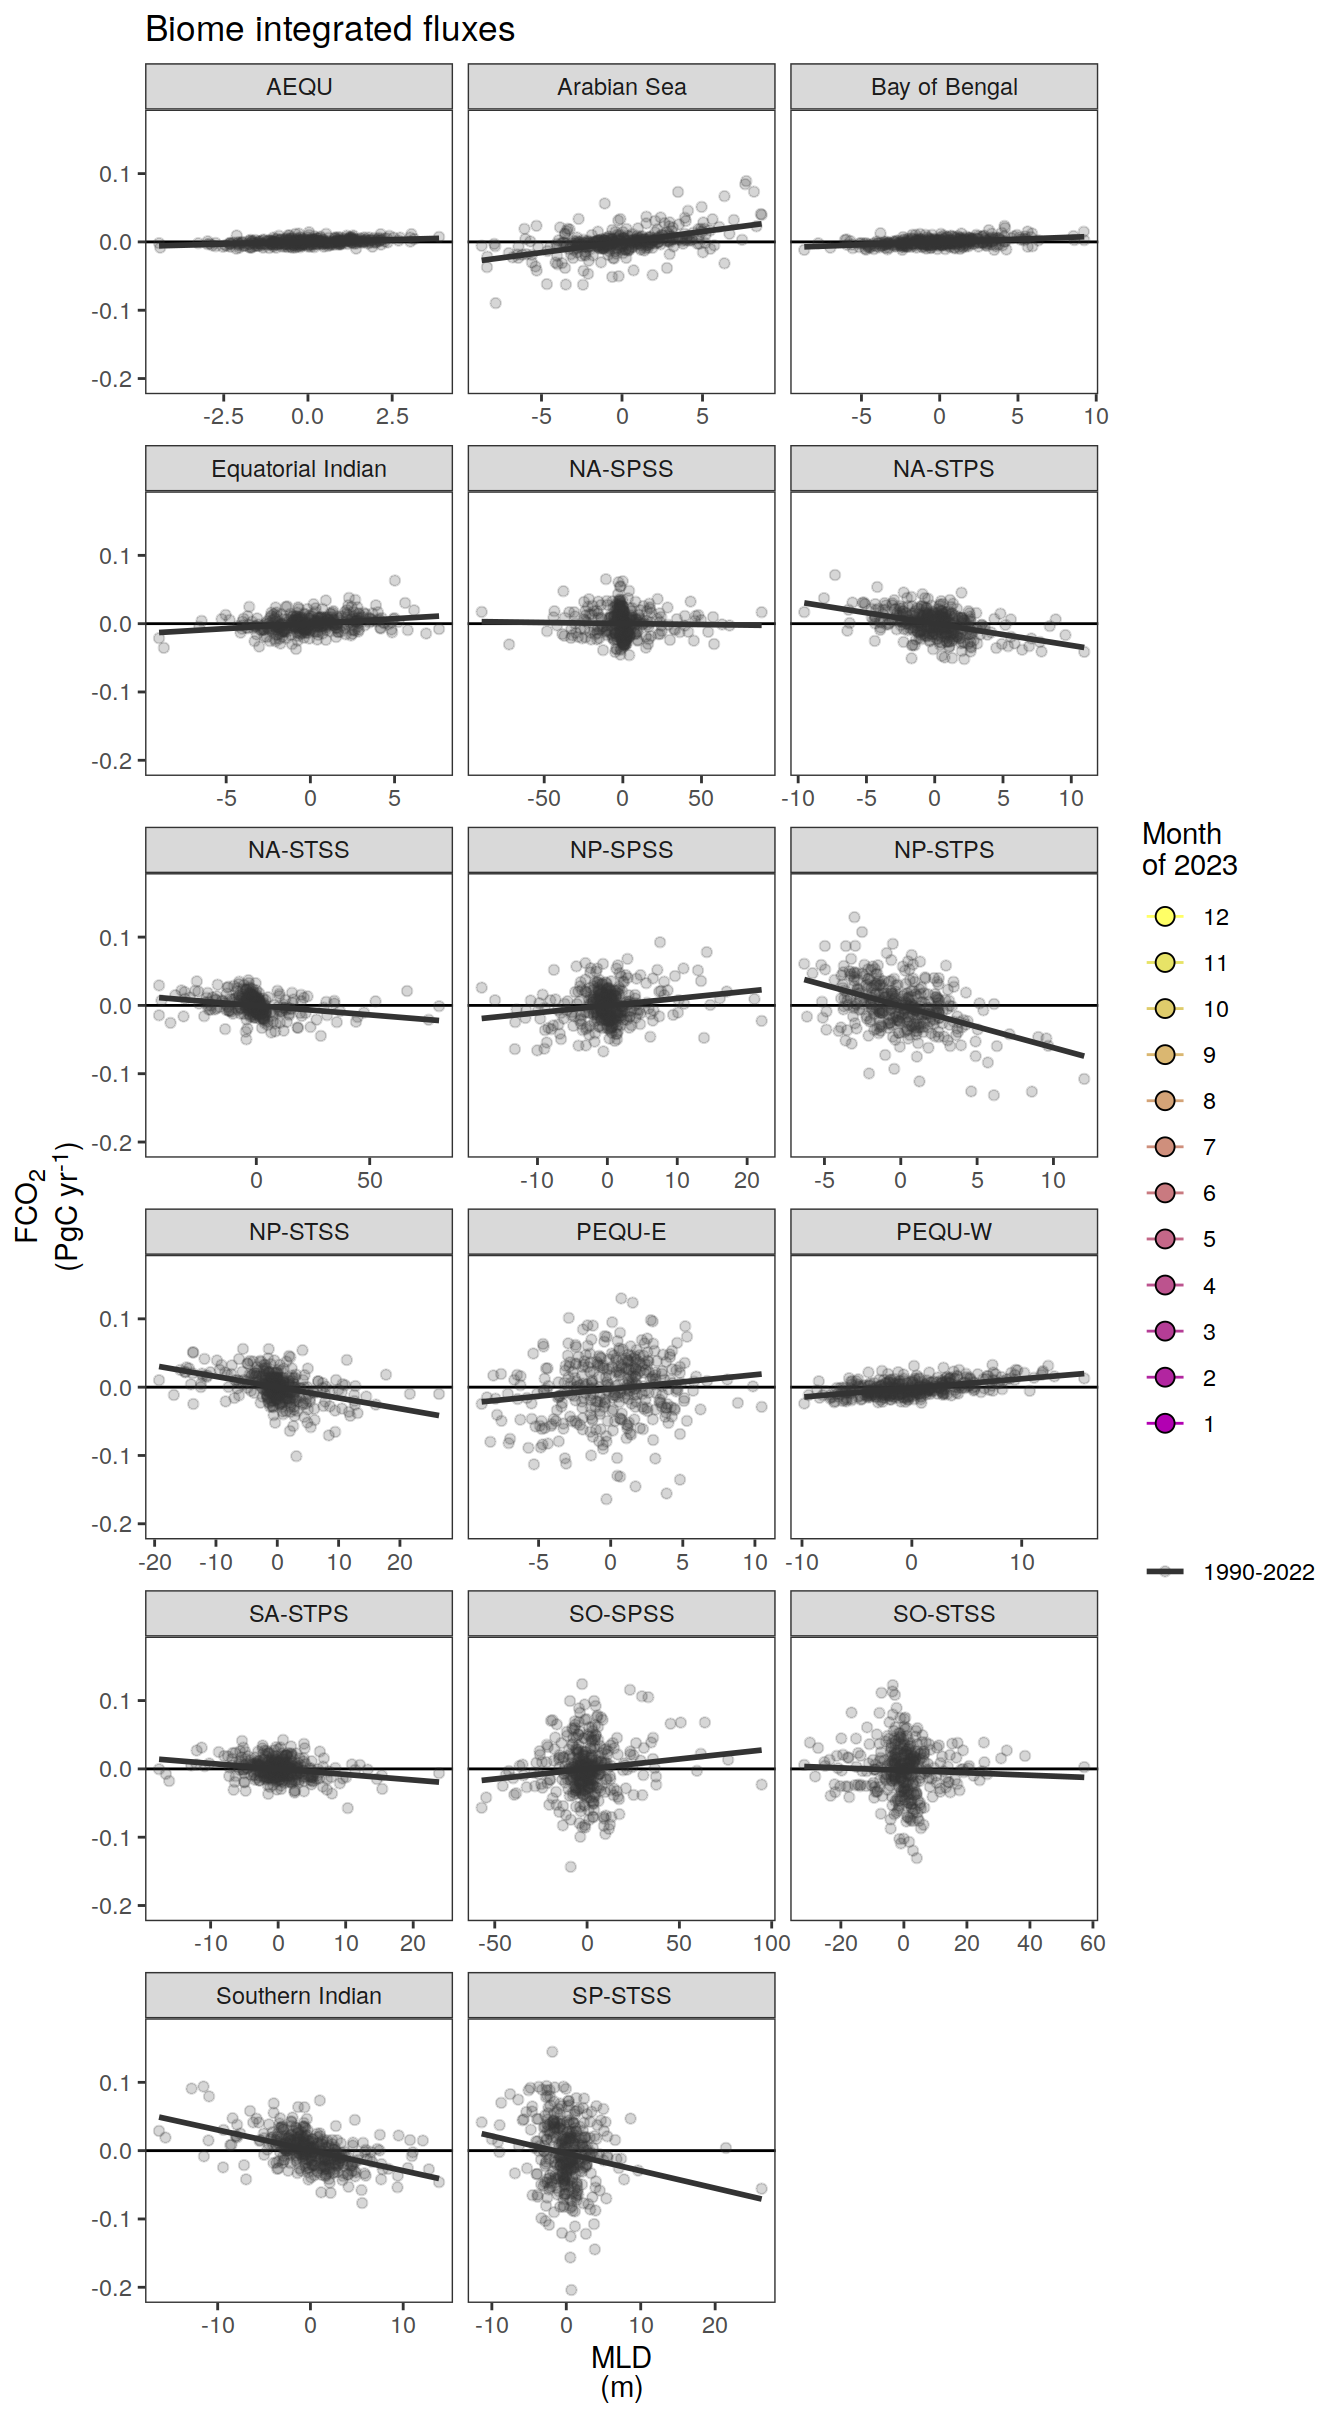 Biome integrated fluxes
AEQU
Arabian Sea
Bay of Bengal
0.1
0.0
-0.1
-0.2
-2.5 0.0 2.5
-5 0 5
-5 0 5 10
Equatorial Indian
NA-SPSS
NA-STPS
0.1
0.0
-0.1
-0.2
-5 0 5
-50 0 50
-10 -5 0 5 10
NA-STSS
NP-SPSS
NP-STPS
0.1
0.0
-0.1
-0.2
0 50
-10 0 10 20
-5 0 5 10
NP-STSS
PEQU-E
PEQU-W
0.1
0.0
-0.1
-0.2
-20 -10 0 10 20
-5 0 5 10
-10 0 10
SA-STPS
SO-SPSS
SO-STSS
0.1
0.0
-0.1
-0.2
-10 0 10 20
-50 0 50 100
-20 0 20 40 60
Southern Indian
SP-STSS
0.1
0.0
-0.1
-0.2
-10 0 10
-10 0 10 20
MLD
(m)
FCO₂
(PgC yr⁻¹)
Month
of 2023
12
11
10
9
8
7
6
5
4
3
2
1
1990-2022